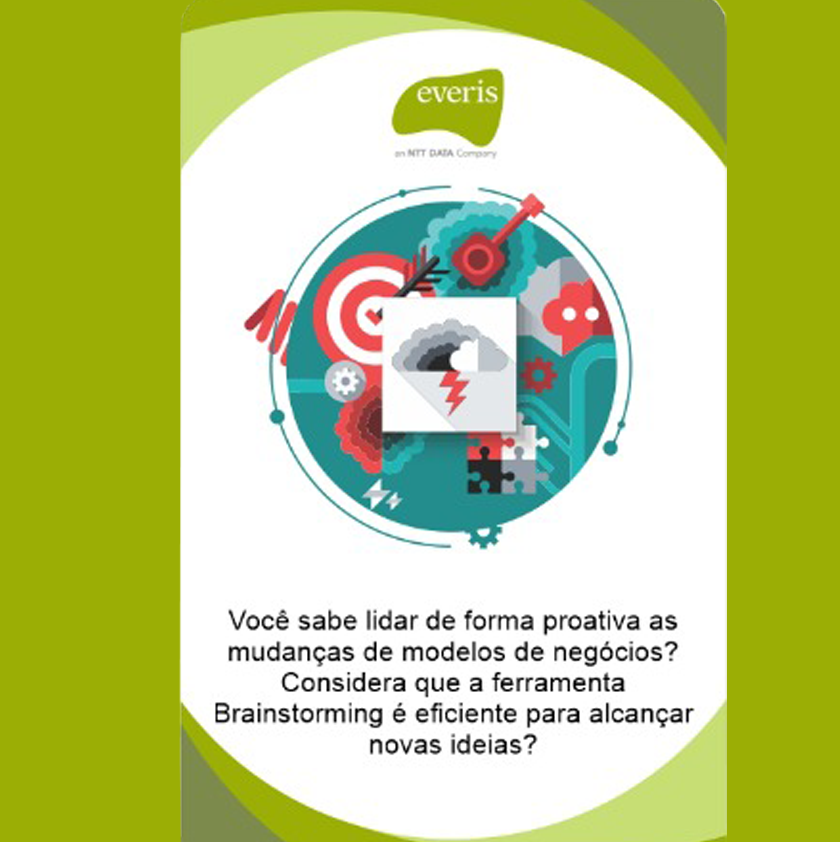 everis
an NTT DATA Company
Você sabe lidar de forma proativa as
mudanças de modelos de negócios?
Considera que a ferramenta
Brainstorming é eficiente para alcançar
novas ideias?